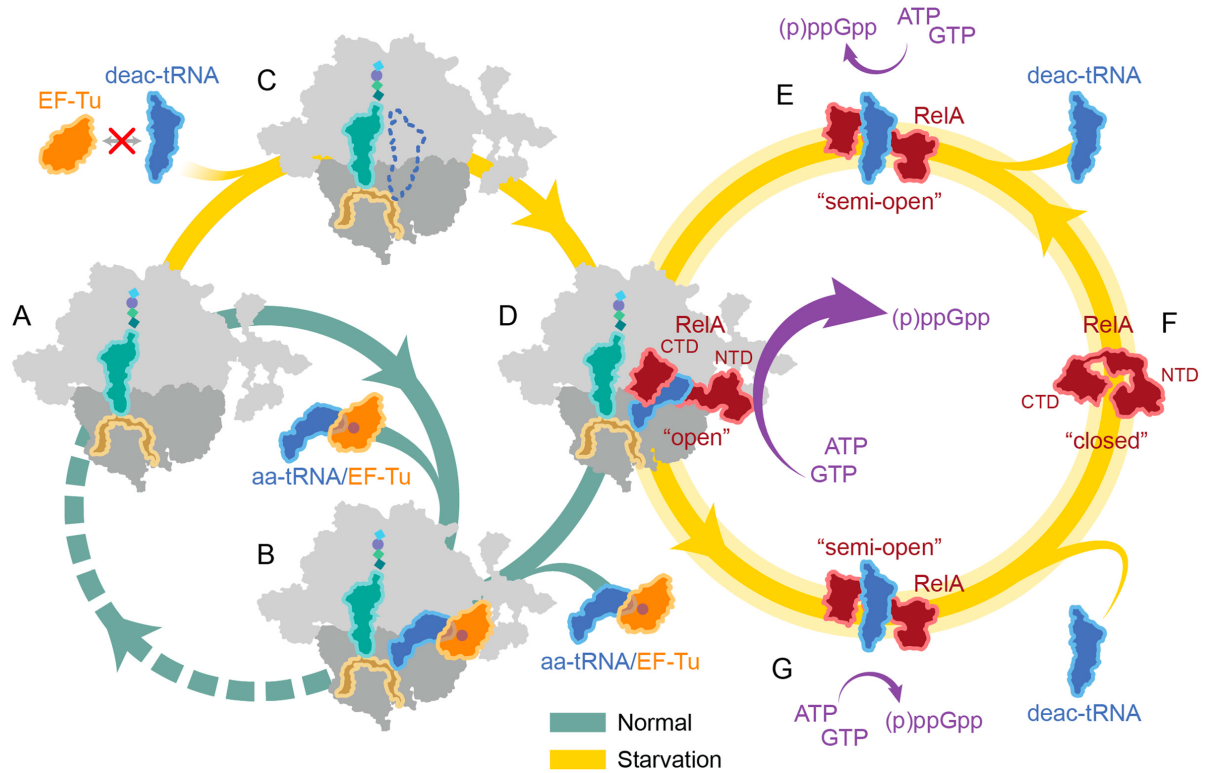 (p)ppGpp
ATP
GTP
deac-tRNA
EF-Tu
C
E
RelA
deac-tRNA
"semi-open"
A
D
RelA
CTD
NTD
"open"
(p)ppGpp
ATP
GTP
RelA
F
NTD
CTD
"closed"
aa-tRNA/EF-Tu
B
aa-tRNA/EF-Tu
"semi-open"
RelA
G
ATP
GTP
(p)ppGpp
deac-tRNA
Normal
Starvation